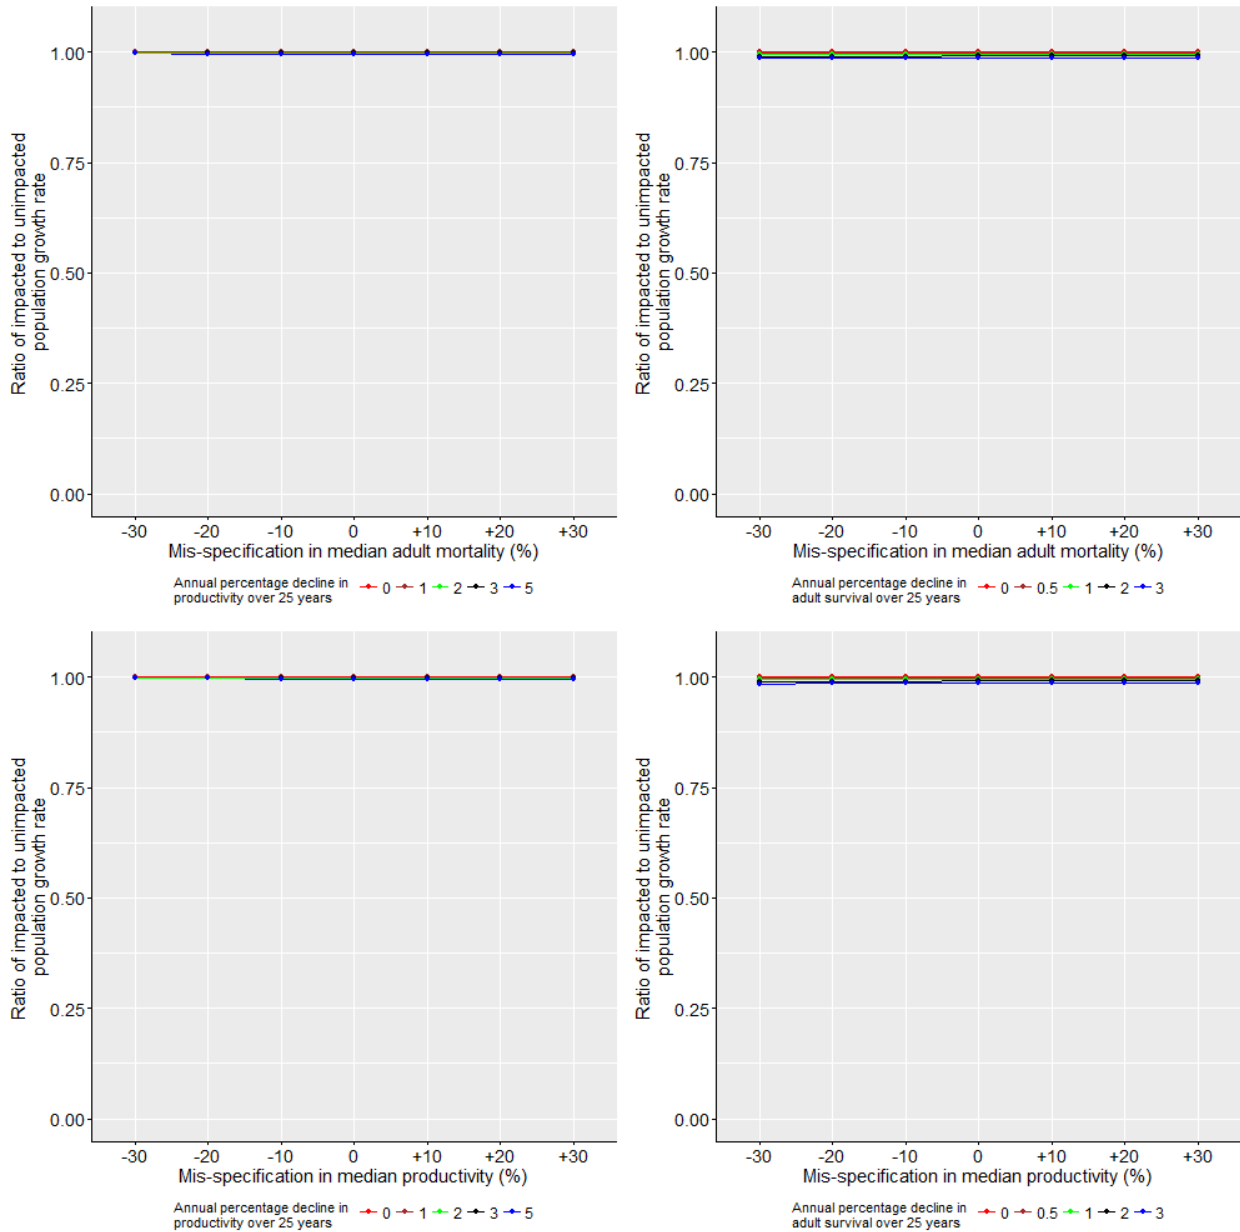 Ratio of impacted to unimpacted
population growth rate
1.00
0.75
0.50
0.25
0.00
-30 -20 -10 0 +10 +20 +30
Mis-specification in median adult mortality (%)
Annual percentage decline in
productivity over 25 years
0 1 2 3 5
Ratio of impacted to unimpacted
population growth rate
1.00
0.75
0.50
0.25
0.00
-30 -20 -10 0 +10 +20 +30
Mis-specification in median adult mortality (%)
Annual percentage decline in
adult survival over 25 years
0 0.5 1 2 3
Ratio of impacted to unimpacted
population growth rate
1.00
0.75
0.50
0.25
0.00
-30 -20 -10 0 +10 +20 +30
Mis-specification in median productivity (%)
Annual percentage decline in
productivity over 25 years
0 1 2 3 5
Ratio of impacted to unimpacted
population growth rate
1.00
0.75
0.50
0.25
0.00
-30 -20 -10 0 +10 +20 +30
Mis-specification in median productivity (%)
Annual percentage decline in
adult survival over 25 years
0 0.5 1 2 3